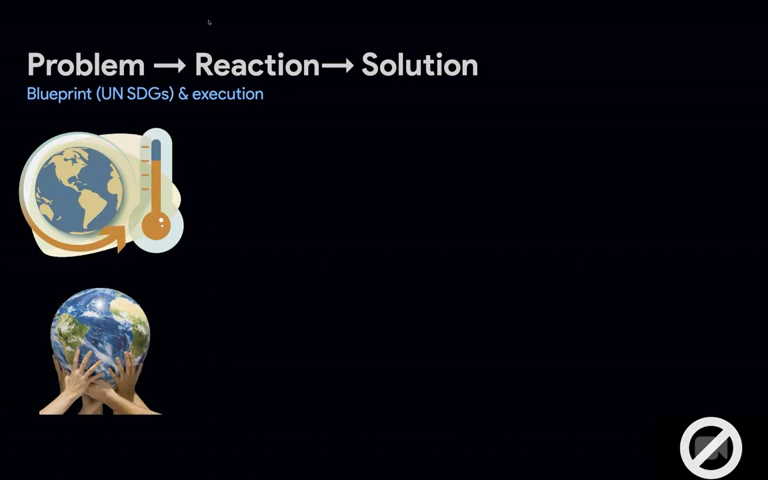 Problem → Reaction→ Solution
Blueprint (UN SDGs) & execution